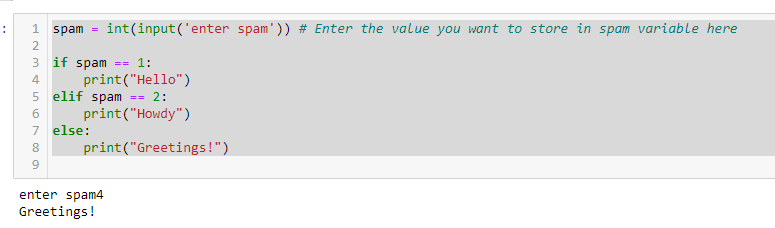 :
1 spam = int(input('enter spam')) # Enter the value you want to store in spam variable here
2
3 if spam == 1:
4     print("Hello")
5 elif spam == 2:
6     print("Howdy")
7 else:
8     print("Greetings!")
9
enter spam4
Greetings!